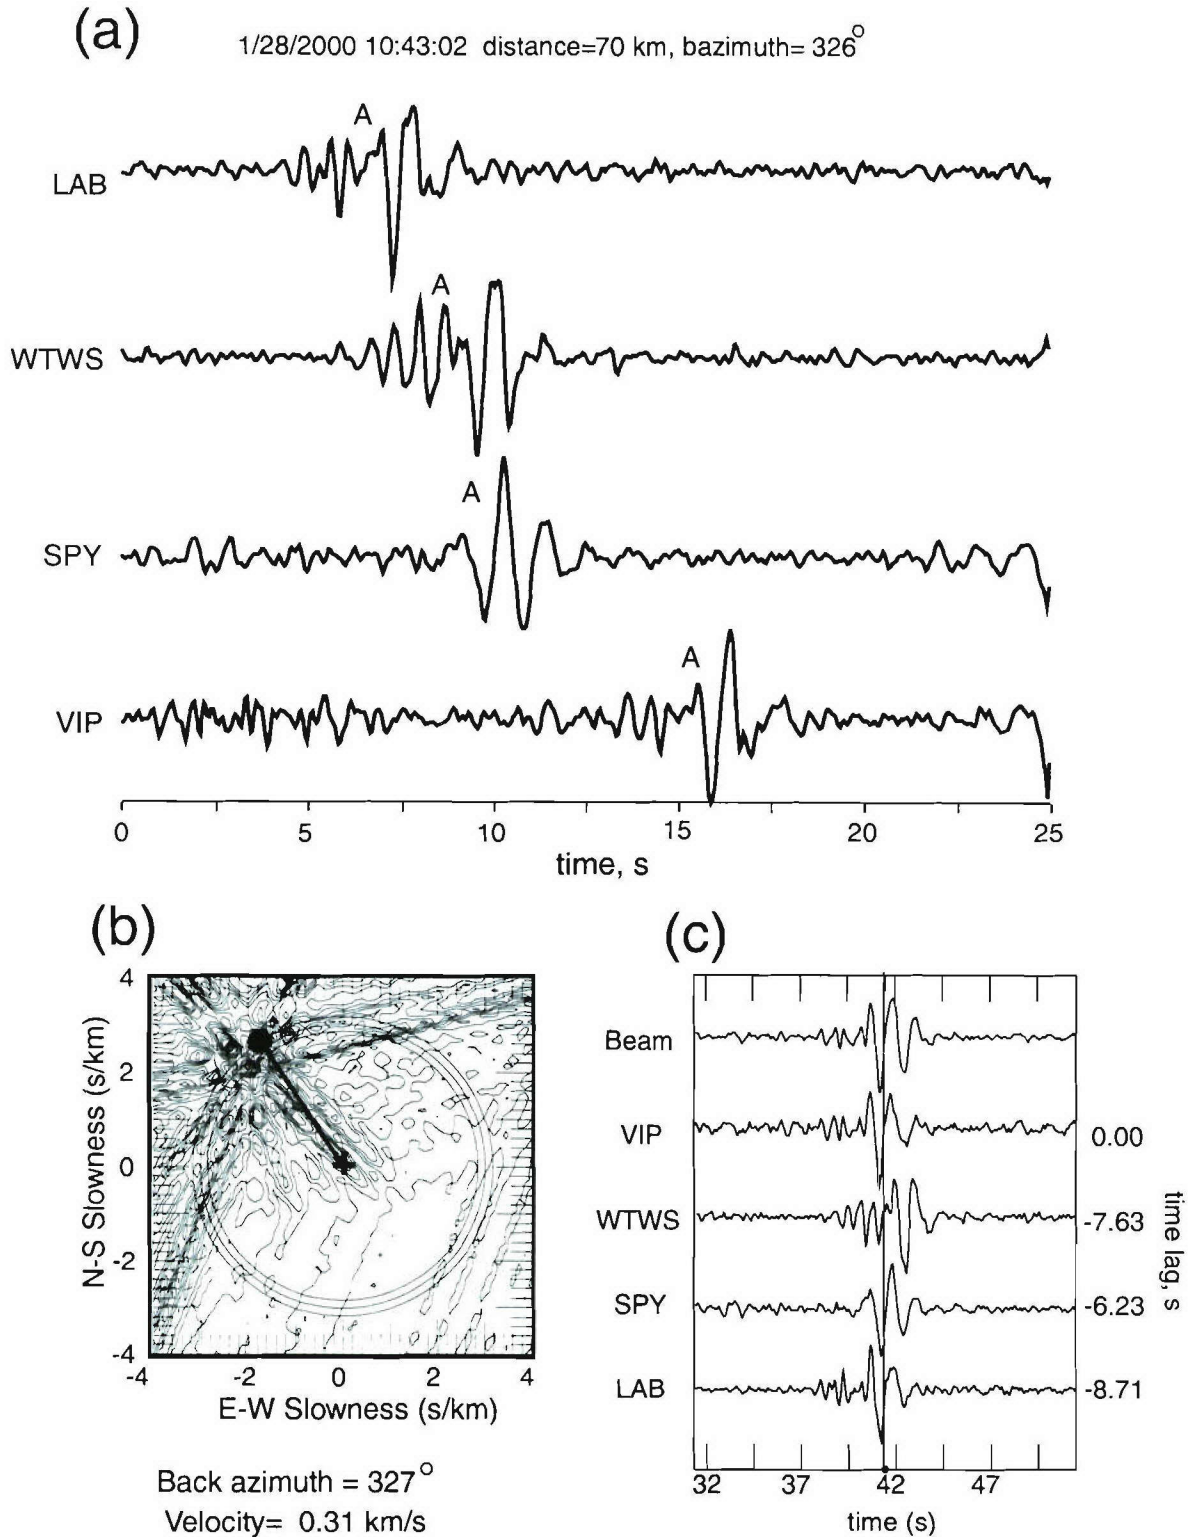 (a)
1/28/2000 10:43:02 distance=70 km, bazimuth= 326°
A
LAB
A
WTWS
A
SPY
A
VIP
0 5 10 15 20 25
time, s
(b)
4
2
0
-2
-4
N-S Slowness (s/km)
-4 -2 0 2 4
E-W Slowness (s/km)
Back azimuth = 327°
Velocity= 0.31 km/s
(c)
Beam
VIP 0.00
WTWS -7.63
SPY -6.23
LAB -8.71
time lag, s
32 37 42 47
time (s)